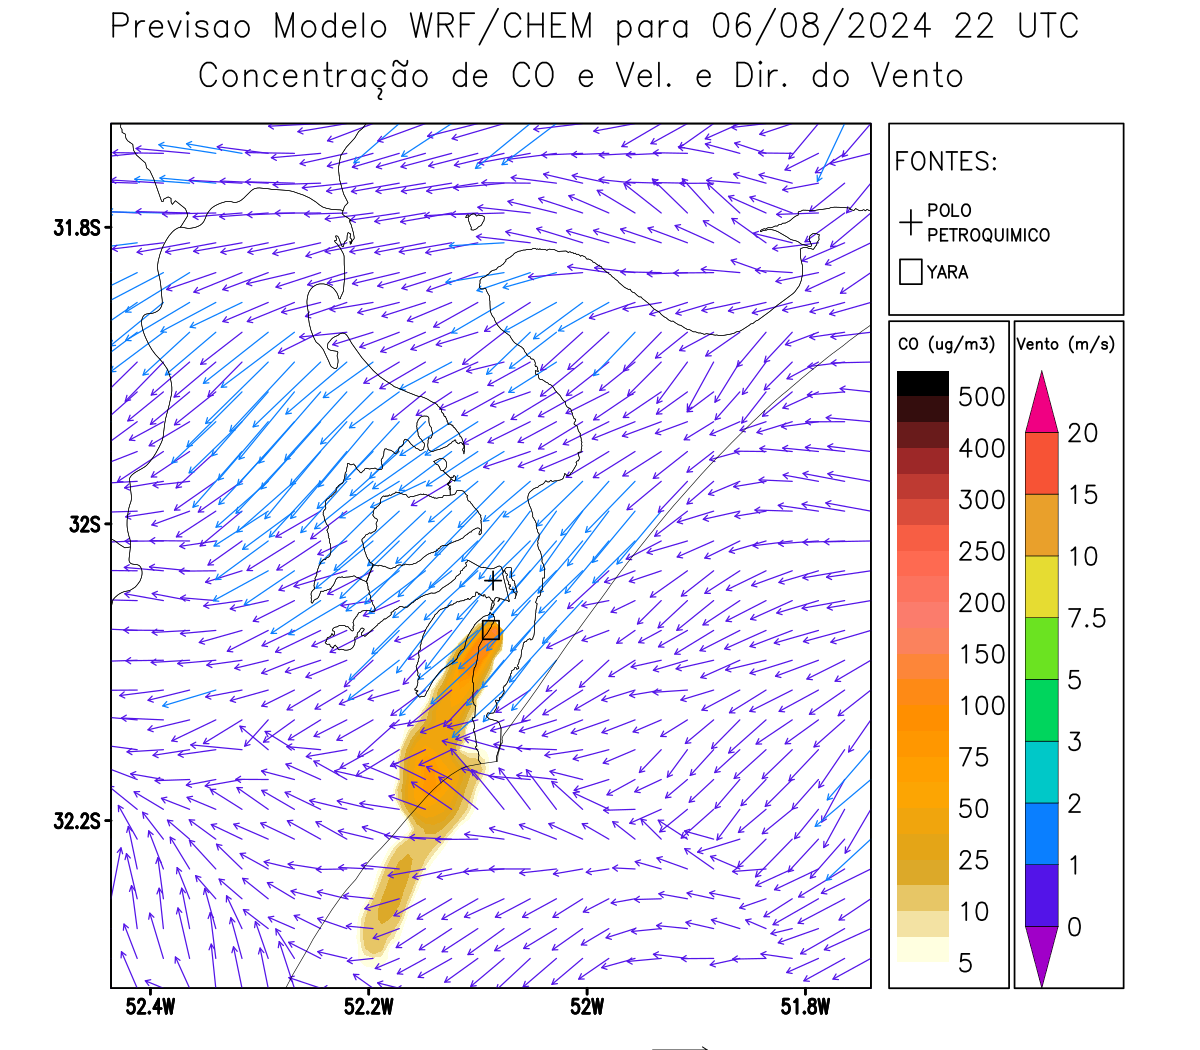 Previsao Modelo WRF/CHEM para 06/08/2024 22 UTC
Concentração de CO e Vel. e Dir. do Vento
FONTES:
POLO
PETROQUIMICO
YARA
CO (ug/m3)
500
400
300
250
200
150
100
75
50
25
10
5
Vento (m/s)
20
15
10
7.5
5
3
2
1
0
31.8S
32S
32.2S
52.4W
52.2W
52W
51.8W